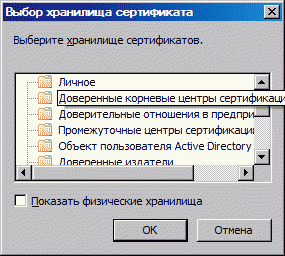 Выбор хранилища сертификата
Выберите хранилище сертификатов.
Личное
Доверенные корневые центры сертификаци
Доверительные отношения в предпри
Промежуточные центры сертификации
Объект пользователя Active Directory
Доверенные издатели
Показать физические хранилища
OK
Отмена